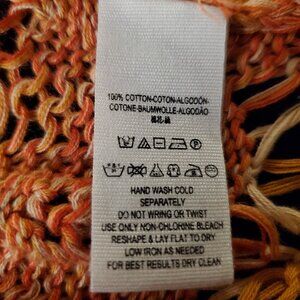 100% COTTON-COTON-ALGODÓN-
COTONE-BAUMWOLLE-ALGODÃO
HAND WASH COLD
SEPARATELY
DO NOT WRING OR TWIST
USE ONLY NON-CHLORINE BLEACH
RESHAPE & LAY FLAT TO DRY
LOW IRON AS NEEDED
FOR BEST RESULTS DRY CLEAN